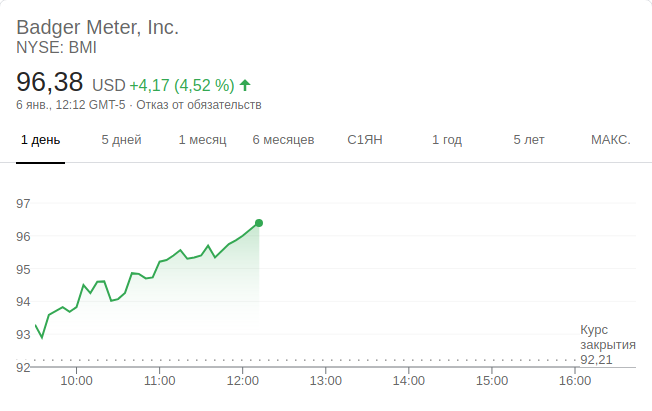 Badger Meter, Inc.
NYSE: BMI
96,38 USD +4,17 (4,52 %) ↑
6 янв., 12:12 GMT-5 · Отказ от обязательств
1 день 5 дней 1 месяц 6 месяцев С1ЯН 1 год 5 лет МАКС.
97
96
95
94
93
92
Курс
закрытия
92,21
10:00 11:00 12:00 13:00 14:00 15:00 16:00